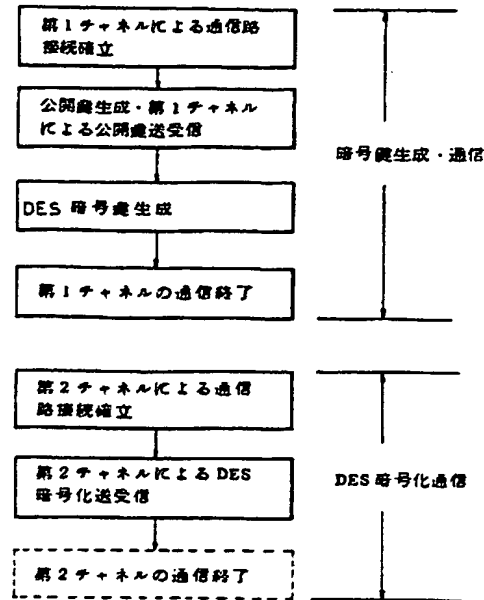 第1チャネルによる通信路
接続確立
公開鍵生成・第1チャネル
による公開鍵送受信
暗号鍵生成・通信
DES 暗号鍵生成
第1チャネルの通信終了
第2チャネルによる通信
路接続確立
第2チャネルによるDES
暗号化送受信
DES 暗号化通信
第2チャネルの通信終了